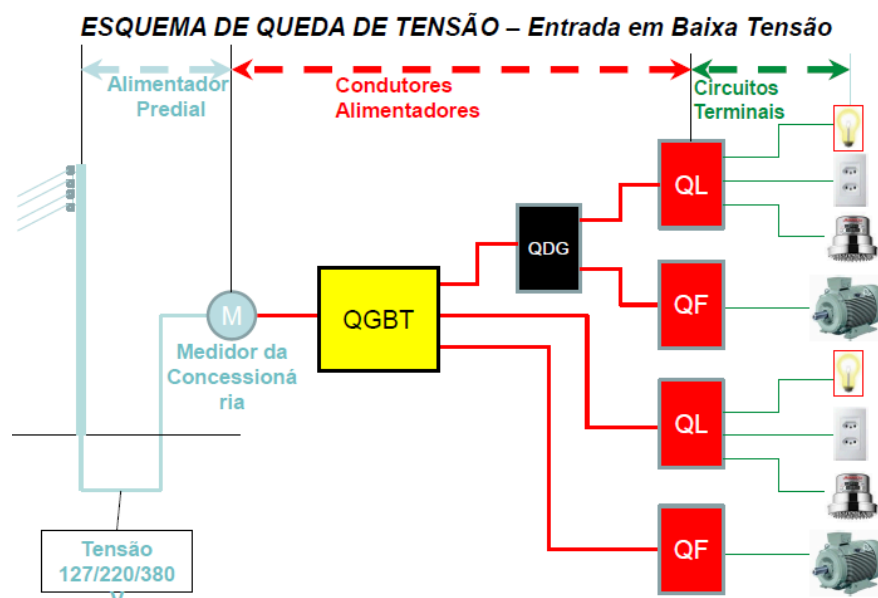 ESQUEMA DE QUEDA DE TENSÃO – Entrada em Baixa Tensão
Alimentador
Predial
Condutores
Alimentadores
Circuitos
Terminais
QL
QDG
QF
M
QGBT
Medidor da
Concessioná
ria
QL
QF
Tensão
127/220/380
V